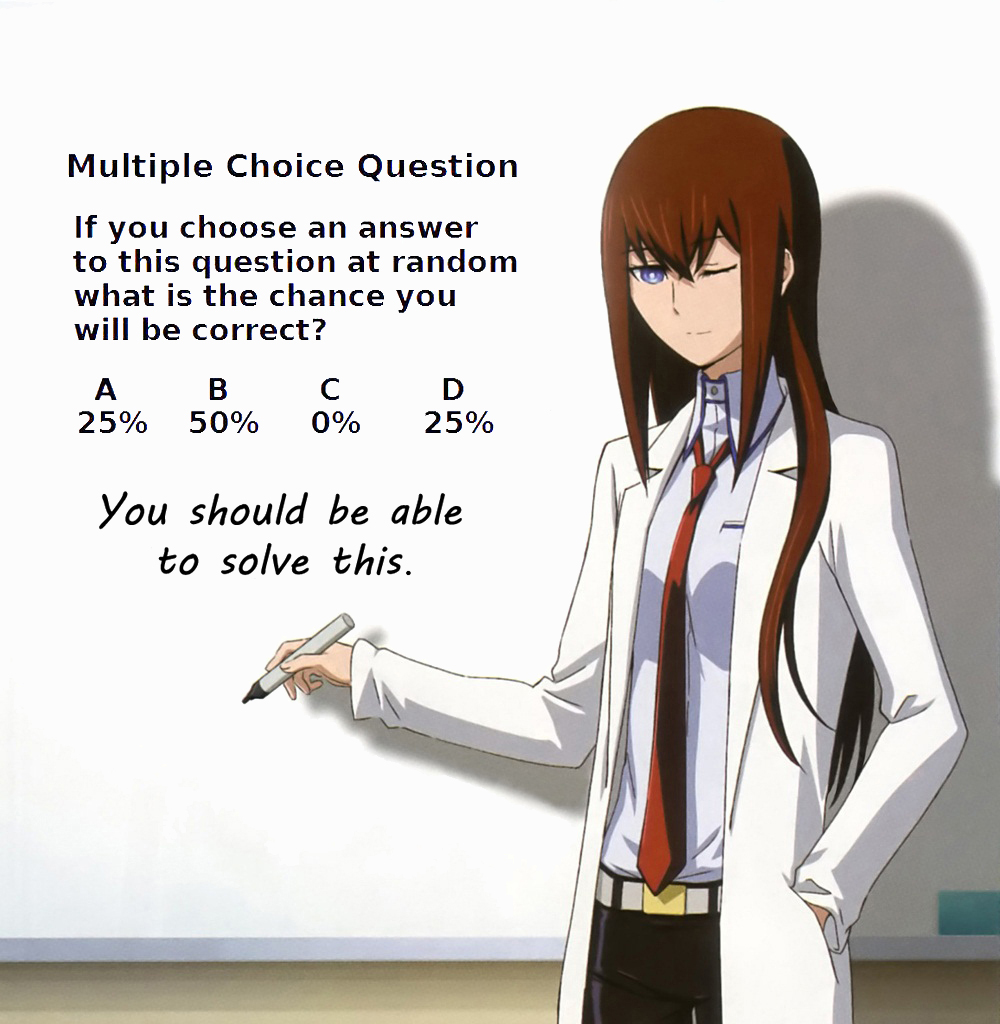 Multiple Choice Question
If you choose an answer
to this question at random
what is the chance you
will be correct?
A B C D
25% 50% 0% 25%
You should be able
to solve this.